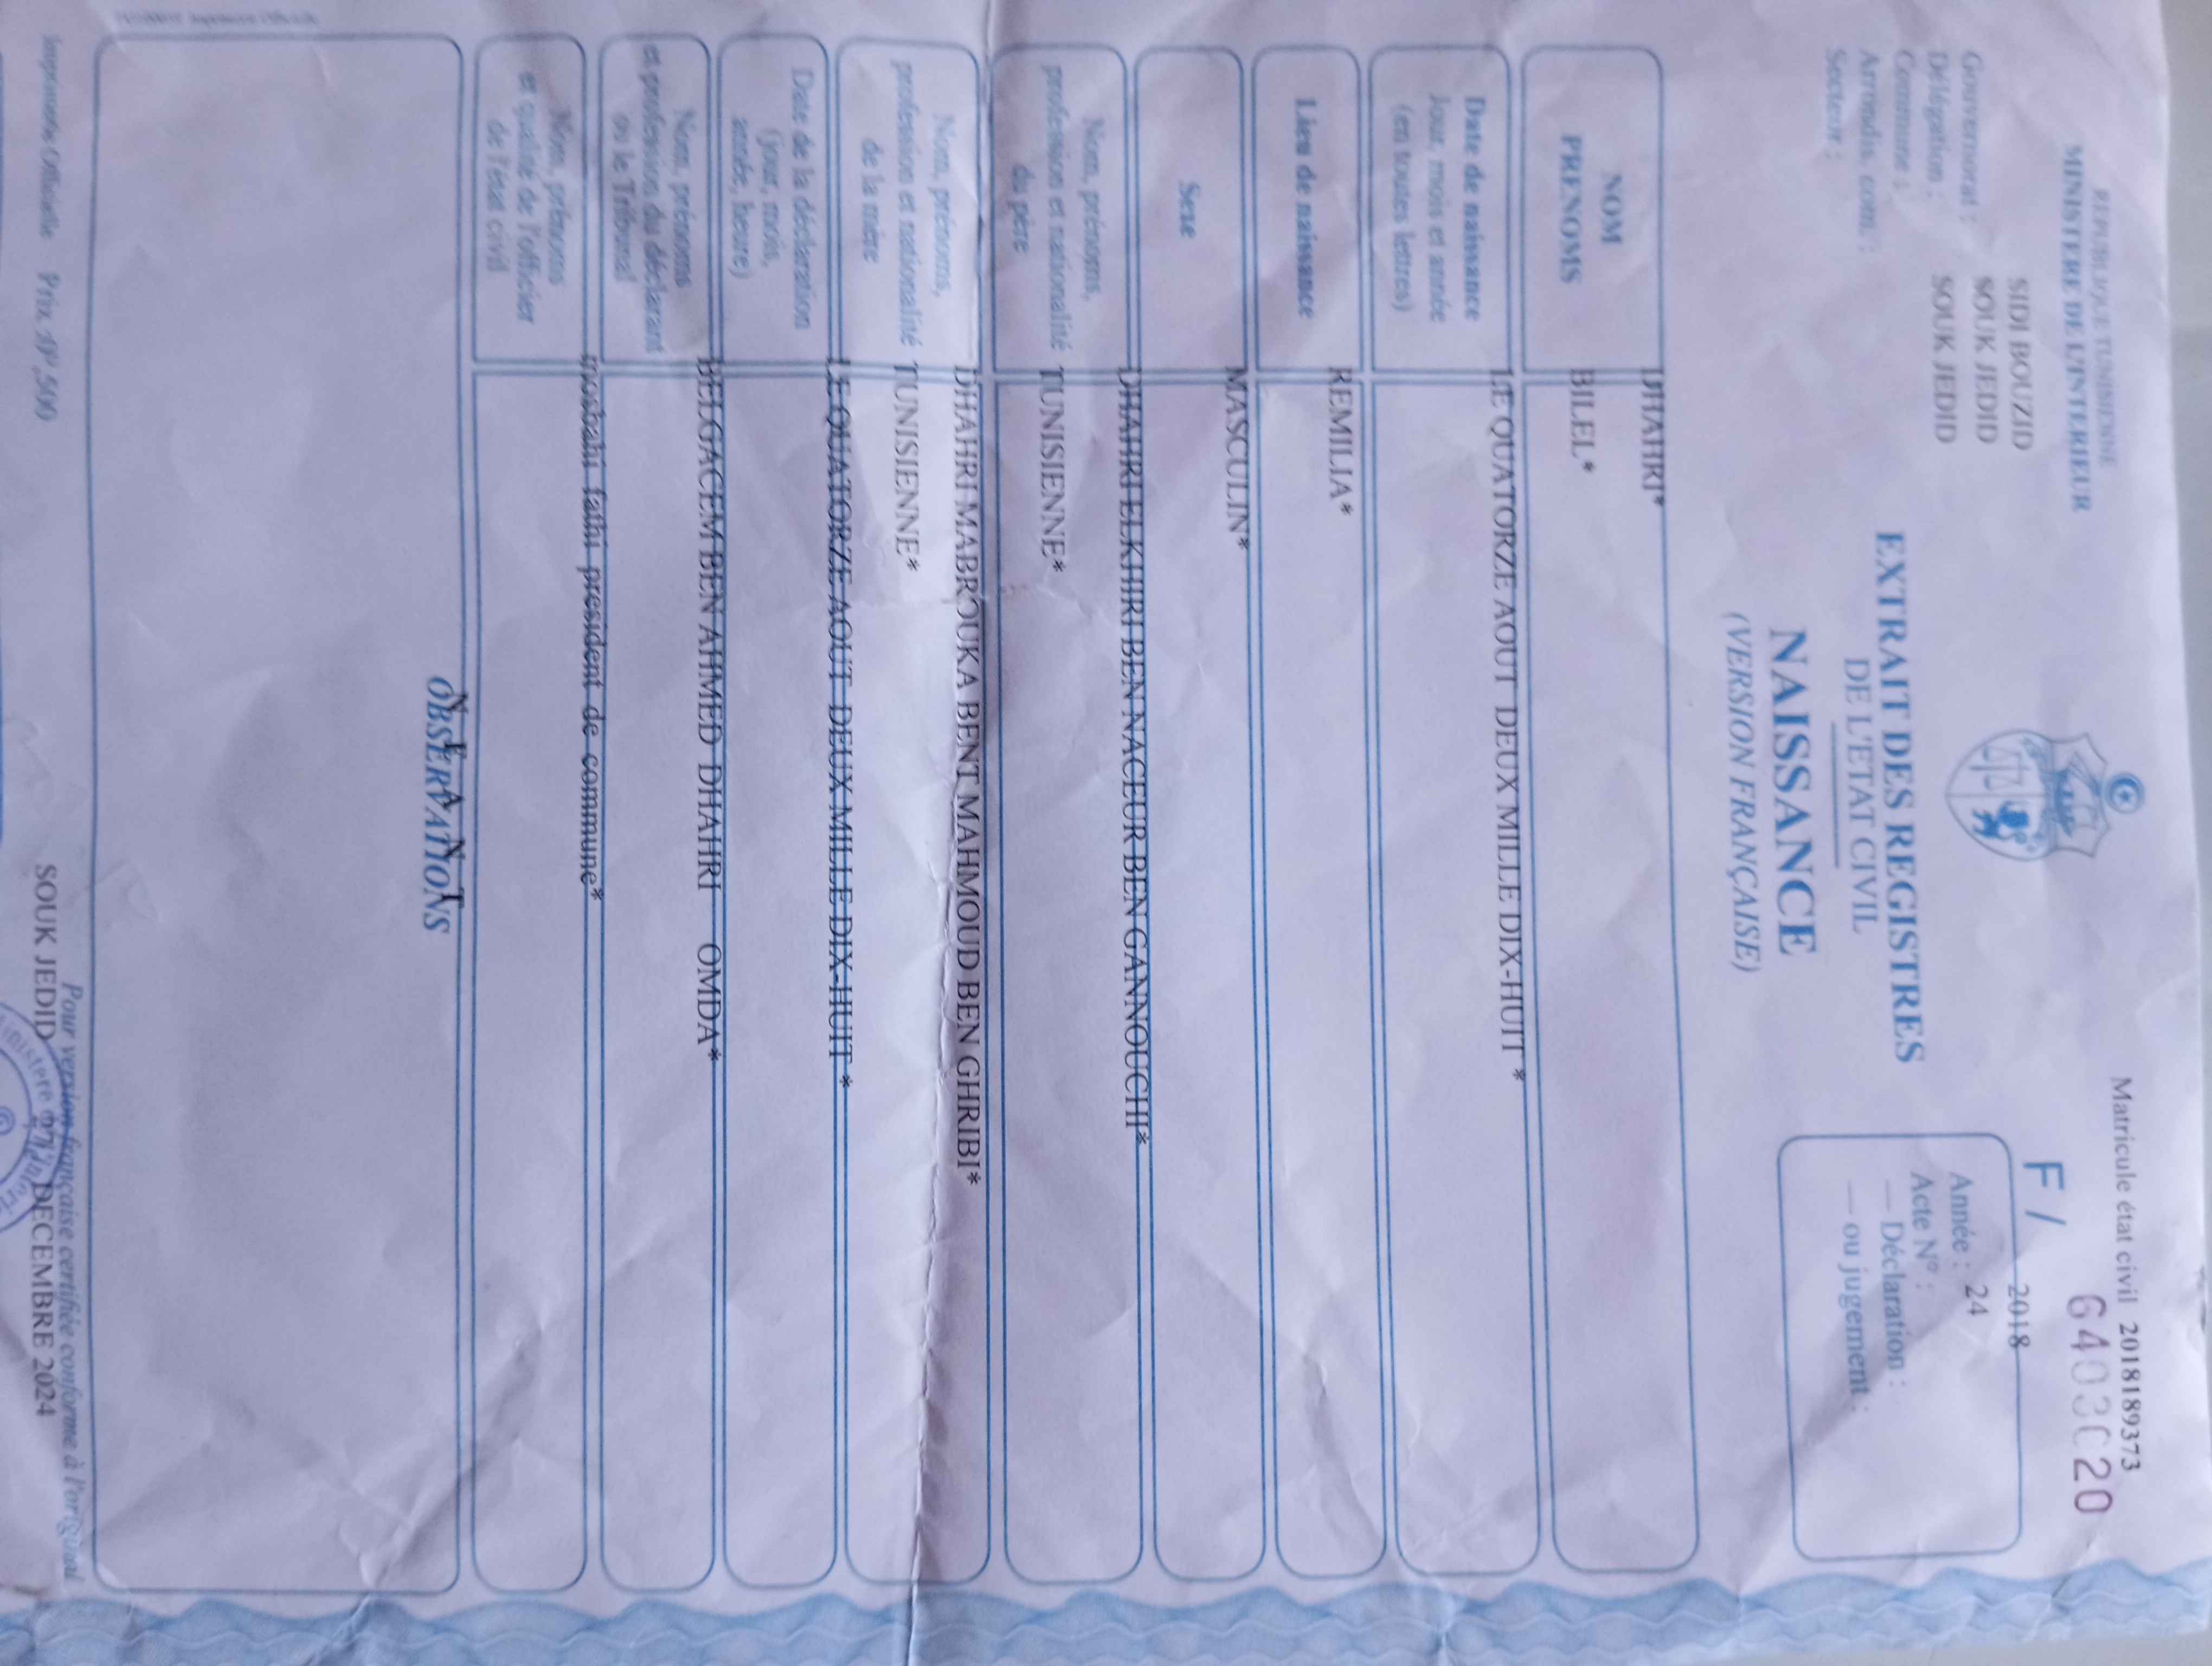 REPUBLIQUE TUNISIENNE
MINISTERE DE L'INTERIEUR
Gouvernorat : SIDI BOUZID
Délégation : SOUK JEDID
Commune : SOUK JEDID
Arrondis. com. :
Secteur :
EXTRAIT DES REGISTRES
DE L'ETAT CIVIL
NAISSANCE
(VERSION FRANÇAISE)
Matricule état civil 2018189373
F/ 6403020
2018
Année : 24
Acte N° :
— Déclaration :
— ou jugement :
NOM
PRENOMS
DHAHRI*
BILEL*
Date de naissance
Jour, mois et année
(en toutes lettres)
LE QUATORZE AOUT DEUX MILLE DIX-HUIT *
Lieu de naissance
REMILIA*
Sexe
MASCULIN*
Nom, prénoms,
profession et nationalité
du père
DHAHRI ELKHIRI BEN NACEUR BEN GANNOUCHI*
TUNISIENNE*
Nom, prénoms,
profession et nationalité
de la mère
DHAHRI MABROUKA BENT MAHMOUD BEN GHRIBI*
TUNISIENNE*
Date de la déclaration
(jour, mois,
année, heure)
LE QUATORZE AOUT DEUX MILLE DIX-HUIT *
Nom, prénoms
et profession du déclarant
ou le Tribunal
BELGACEM BEN AHMED DHAHRI OMDA*
Nom, prénoms
et qualité de l'officier
de l'état civil
mosbahi fathi president de commune*
OBSERVATIONS
N E A N T
Pour version française certifiée conforme à l'original
SOUK JEDID 27 DECEMBRE 2024
Imprimerie Officielle Prix 0D,500